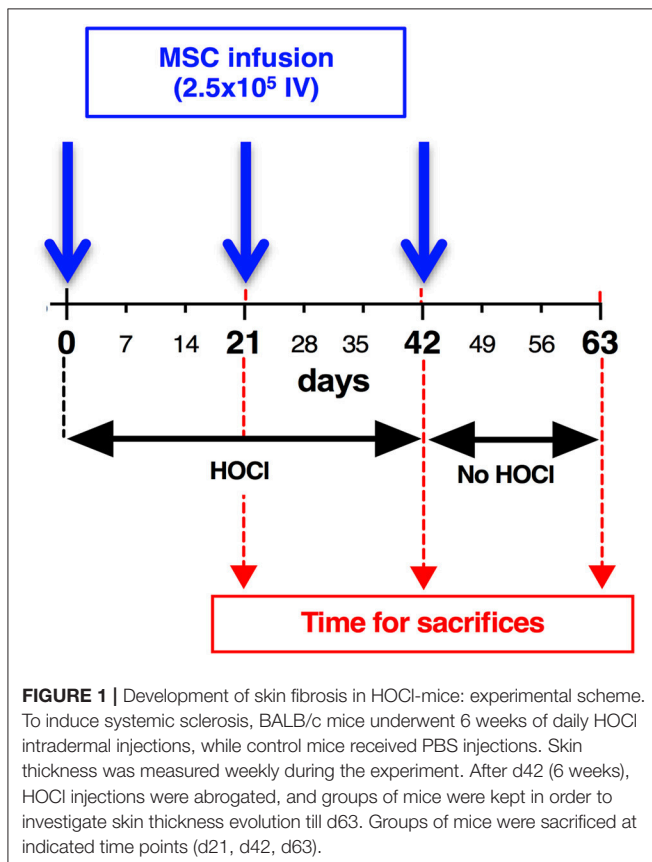 MSC infusion
(2.5x10⁵ IV)
0 7 14 21 28 35 42 49 56 63
days
HOCl
No HOCl
Time for sacrifices
FIGURE 1 | Development of skin fibrosis in HOCl-mice: experimental scheme.
To induce systemic sclerosis, BALB/c mice underwent 6 weeks of daily HOCl
intradermal injections, while control mice received PBS injections. Skin
thickness was measured weekly during the experiment. After d42 (6 weeks),
HOCl injections were abrogated, and groups of mice were kept in order to
investigate skin thickness evolution till d63. Groups of mice were sacrificed at
indicated time points (d21, d42, d63).